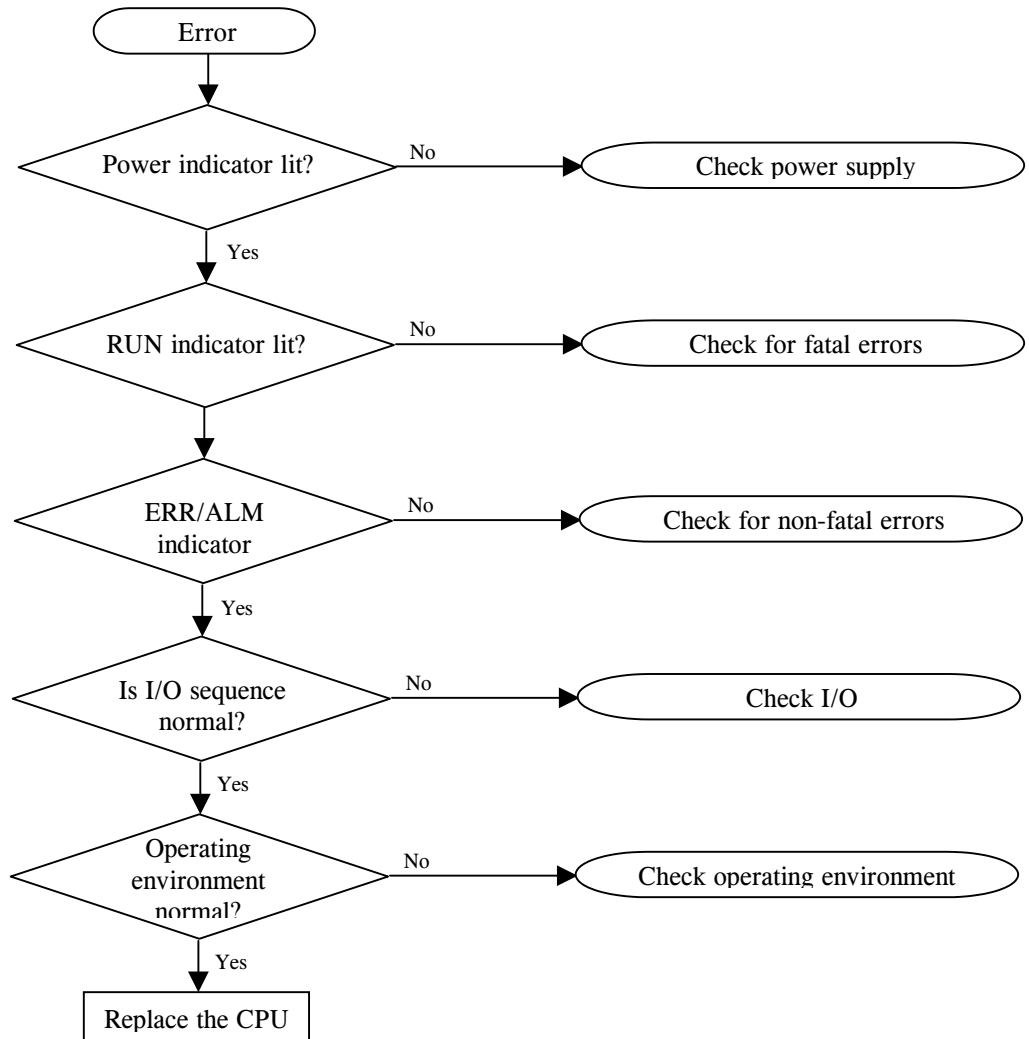 Error
Power indicator lit?
No
Check power supply
Yes
RUN indicator lit?
No
Check for fatal errors
ERR/ALM
indicator
No
Check for non-fatal errors
Yes
Is I/O sequence
normal?
No
Check I/O
Yes
Operating
environment
normal?
No
Check operating environment
Yes
Replace the CPU